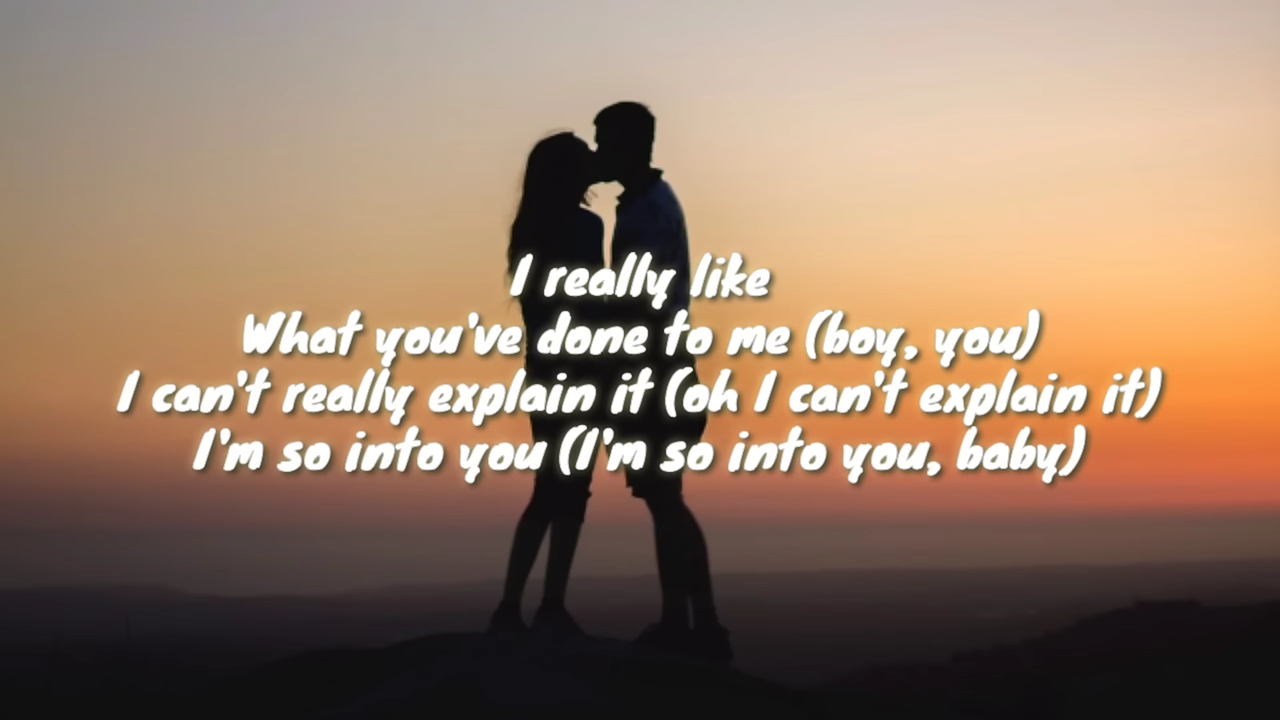 I really like
What you've done to me (boy, you)
I can't really explain it (oh I can't explain it)
I'm so into you (I'm so into you, baby)